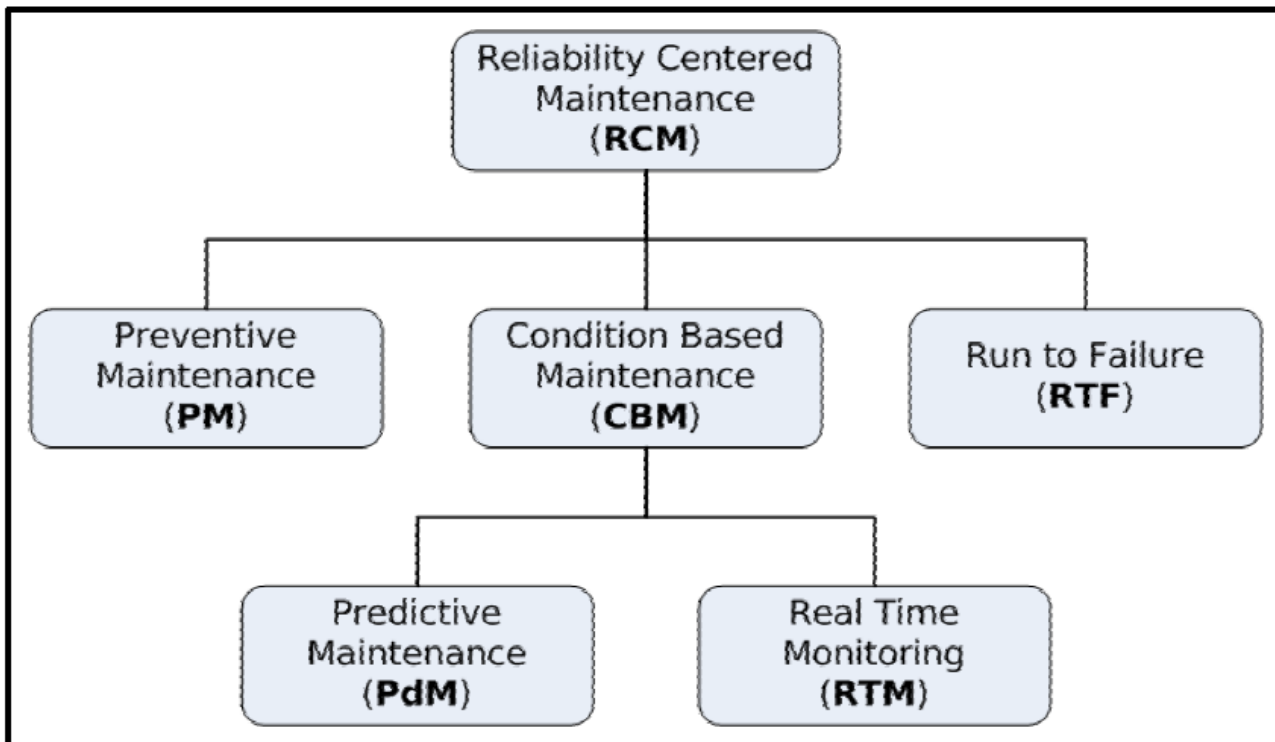 Reliability Centered
Maintenance
(RCM)
Preventive
Maintenance
(PM)
Condition Based
Maintenance
(CBM)
Run to Failure
(RTF)
Predictive
Maintenance
(PdM)
Real Time
Monitoring
(RTM)